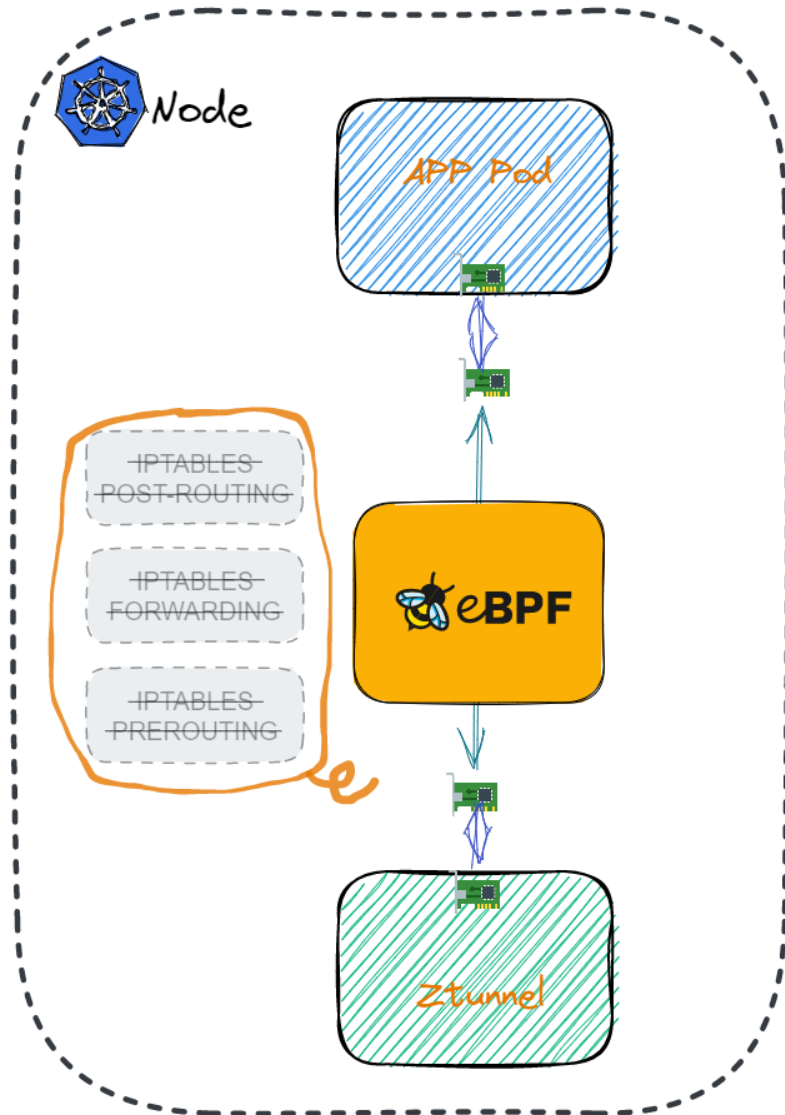 Node
APP Pod
IPTABLES
POST-ROUTING
IPTABLES
FORWARDING
IPTABLES
PREROUTING
eBPF
Ztunnel